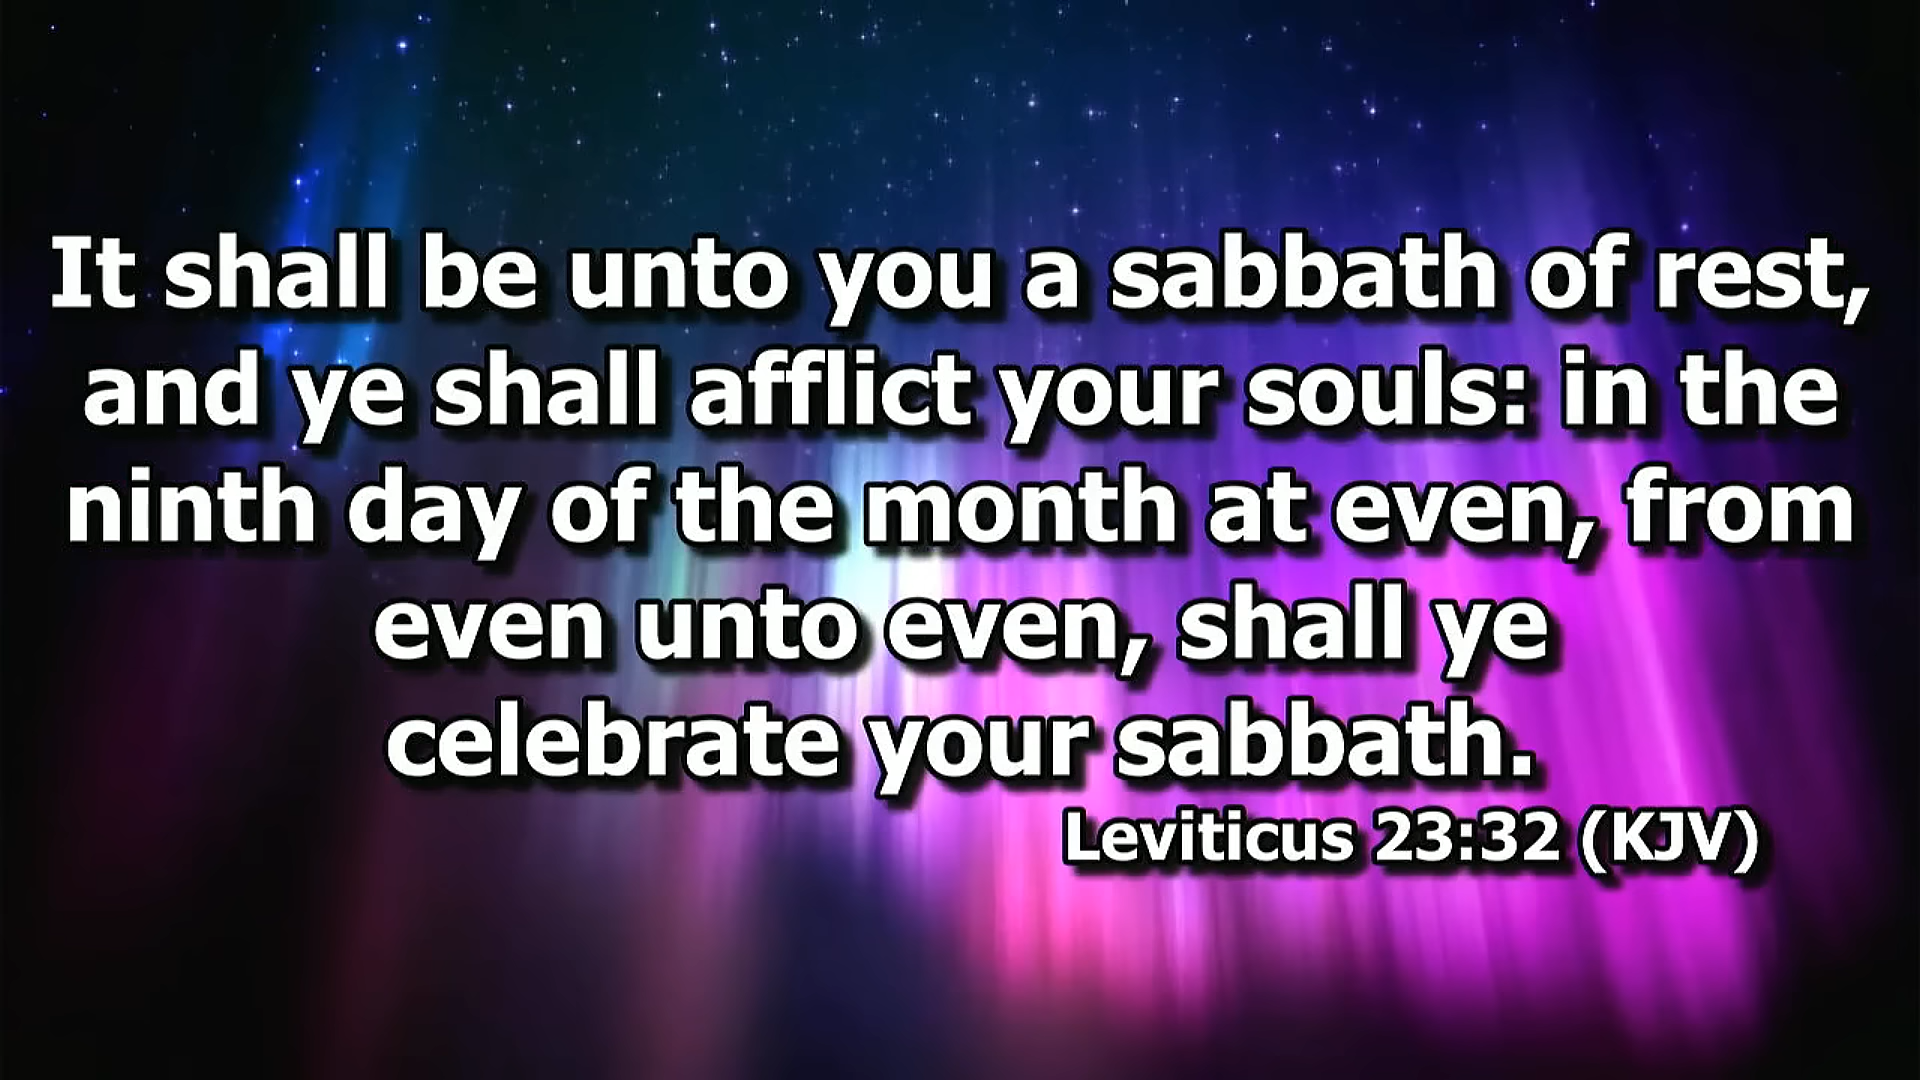 It shall be unto you a sabbath of rest,
and ye shall afflict your souls: in the
ninth day of the month at even, from
even unto even, shall ye
celebrate your sabbath.
Leviticus 23:32 (KJV)